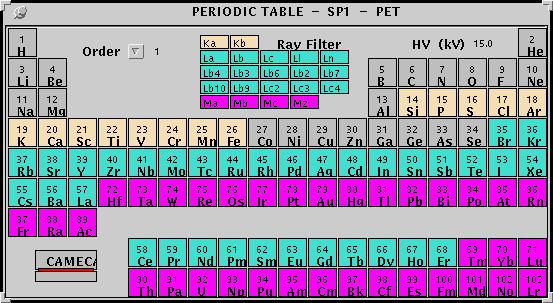 PERIODIC TABLE - SP1 - PET
1 2
H He
Order 1 Ka Kb Ray Filter HV (kV) 15.0
La Lb Lc Ll Ln
3 4 5 6 7 8 9 10
Li Be B C N O F Ne
Lb4 Lb3 Lb6 Lb2 Lb7
Lb10 Lb9 Lc2 Lc3 Lc4
11 12 13 14 15 16 17 18
Na Mg Al Si P S Cl Ar
Ma Mb Mc Mz
19 20 21 22 23 24 25 26 27 28 29 30 31 32 33 34 35 36
K Ca Sc Ti V Cr Mn Fe Co Ni Cu Zn Ga Ge As Se Br Kr
37 38 39 40 41 42 43 44 45 46 47 48 49 50 51 52 53 54
Rb Sr Y Zr Nb Mo Tc Ru Rh Pd Ag Cd In Sn Sb Te I Xe
55 56 57 72 73 74 75 76 77 78 79 80 81 82 83 84 85 86
Cs Ba La Hf Ta W Re Os Ir Pt Au Hg Tl Pb Bi Po At Rn
87 88 89
Fr Ra Ac
CAMECA
58 59 60 61 62 63 64 65 66 67 68 69 70 71
Ce Pr Nd Pm Sm Eu Gd Tb Dy Ho Er Tm Yb Lu
90 91 92 93 94 95 96 97 98 99 100 101 102 103
Th Pa U Np Pu Am Cm Bk Cf Es Fm Md No Lr